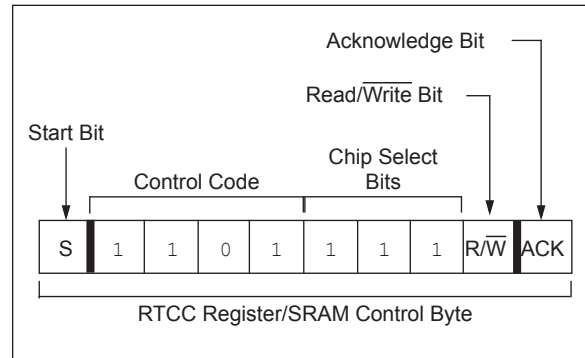 Acknowledge Bit
Read/Write Bit
Start Bit
Chip Select
Bits
Control Code
S 1 1 0 1 1 1 1 R/W ACK
RTCC Register/SRAM Control Byte